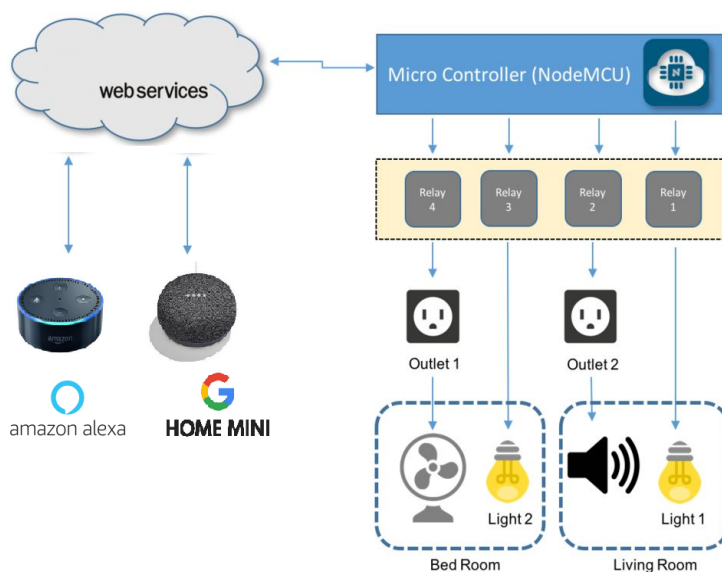 web services
Micro Controller (NodeMCU)
N
Relay
4
Relay
3
Relay
2
Relay
1
amazon
Outlet 1
Outlet 2
amazon alexa
G
HOME MINI
Light 2
Light 1
Bed Room
Living Room